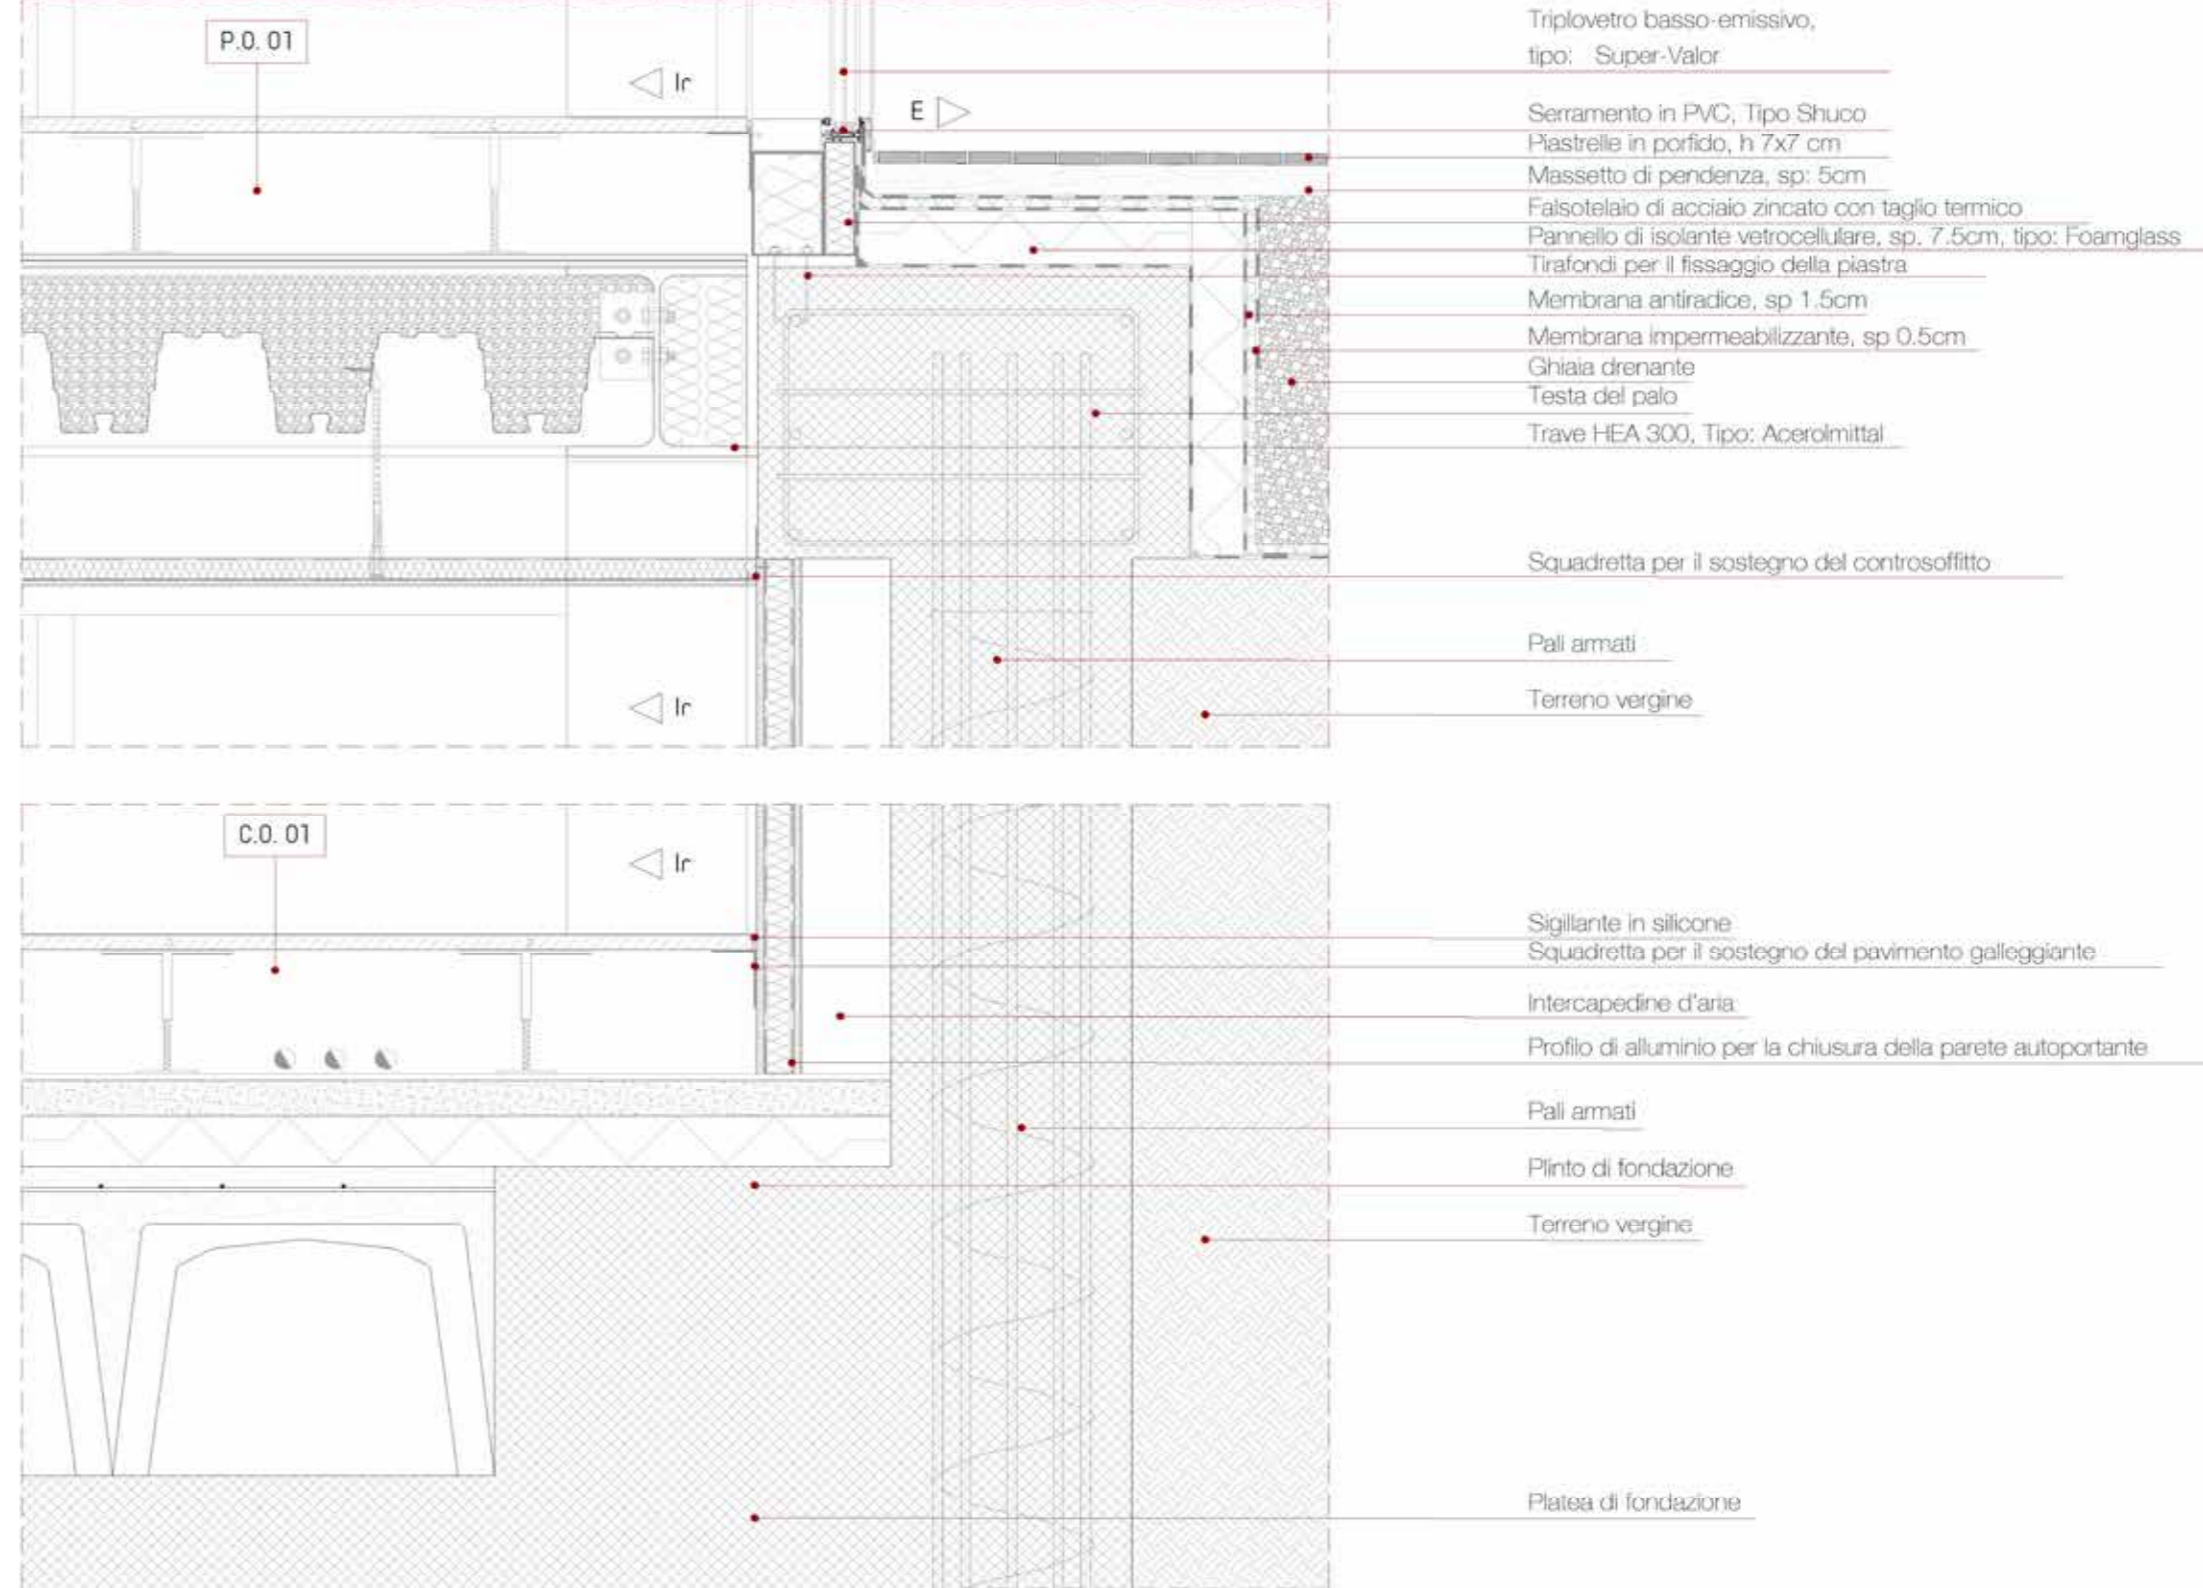 P.0. 01
Ir
E
Triplovetro basso-emissivo,
tipo: Super-Valor
Serramento in PVC, Tipo Shuco
Piastrelle in porfido, h 7x7 cm
Massetto di pendenza, sp: 5cm
Falsotelaio di acciaio zincato con taglio termico
Pannello di isolante vetrocellulare, sp. 7.5cm, tipo: Foamglass
Tirafondi per il fissaggio della piastra
Membrana antiradice, sp 1.5cm
Membrana impermeabilizzante, sp 0.5cm
Ghiaia drenante
Testa del palo
Trave HEA 300, Tipo: Acerolmittal
Squadretta per il sostegno del controsoffitto
Pali armati
Terreno vergine
Ir
C.0. 01
Ir
Sigillante in silicone
Squadretta per il sostegno del pavimento galleggiante
Intercapedine d'aria
Profilo di alluminio per la chiusura della parete autoportante
Pali armati
Plinto di fondazione
Terreno vergine
Platea di fondazione